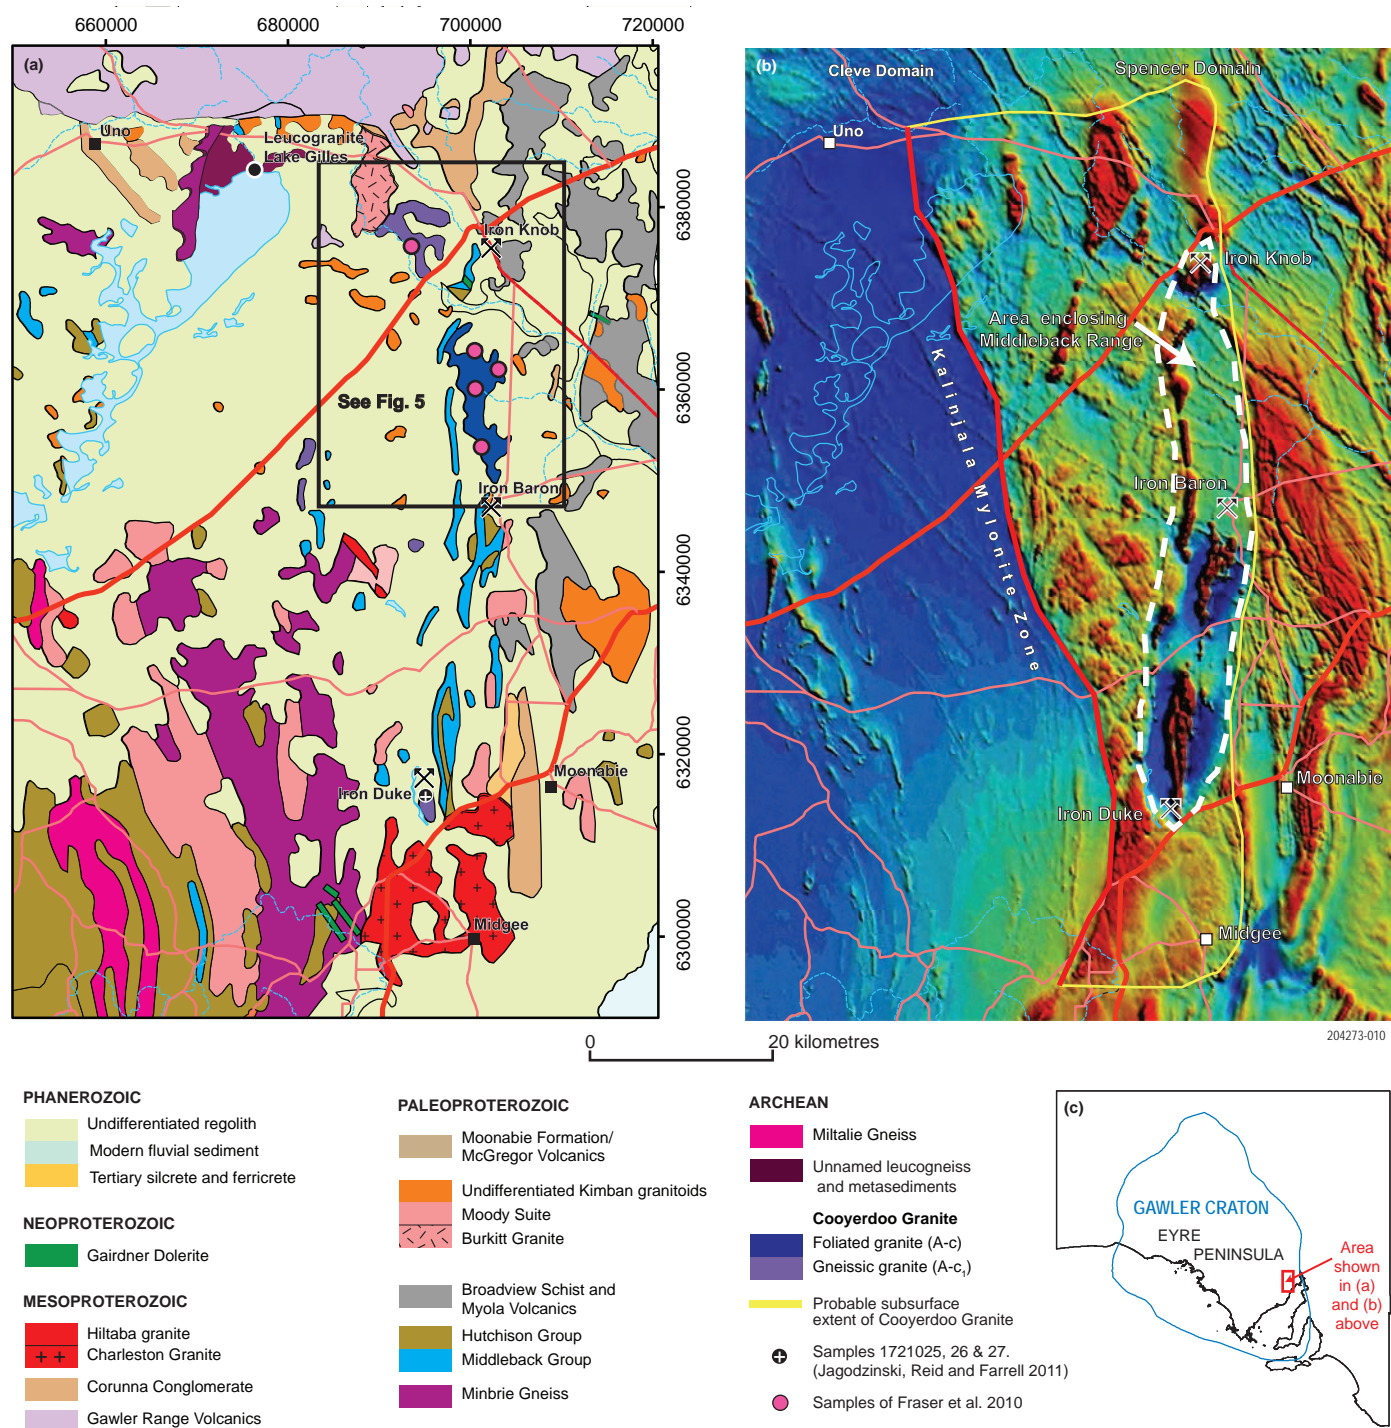 660000 680000 700000 720000
(a)
Uno
Leucogranite
Lake Gilles
Iron Knob
See Fig. 5
Iron Baron
Iron Duke
Moonabie
Midgee
6380000
6360000
6340000
6320000
6300000
(b)
Cleve Domain
Spencer Domain
Uno
Iron Knob
Area enclosing
Middleback Range
Kalinjala Mylonite Zone
Iron Baron
Moonabie
Iron Duke
Midgee
204273-010
0 20 kilometres
PHANEROZOIC
Undifferentiated regolith
Modern fluvial sediment
Tertiary silcrete and ferricrete
NEOPROTEROZOIC
Gairdner Dolerite
MESOPROTEROZOIC
Hiltaba granite
Charleston Granite
Corunna Conglomerate
Gawler Range Volcanics
PALEOPROTEROZOIC
Moonabie Formation/
McGregor Volcanics
Undifferentiated Kimban granitoids
Moody Suite
Burkitt Granite
Broadview Schist and
Myola Volcanics
Hutchison Group
Middleback Group
Minbrie Gneiss
ARCHEAN
Miltalie Gneiss
Unnamed leucogneiss
and metasediments
Cooyerdoo Granite
Foliated granite (A-c)
Gneissic granite (A-c₁)
Probable subsurface
extent of Cooyerdoo Granite
Samples 1721025, 26 & 27.
(Jagodzinski, Reid and Farrell 2011)
Samples of Fraser et al. 2010
(c)
GAWLER CRATON
EYRE
PENINSULA
Area
shown
in (a)
and (b)
above